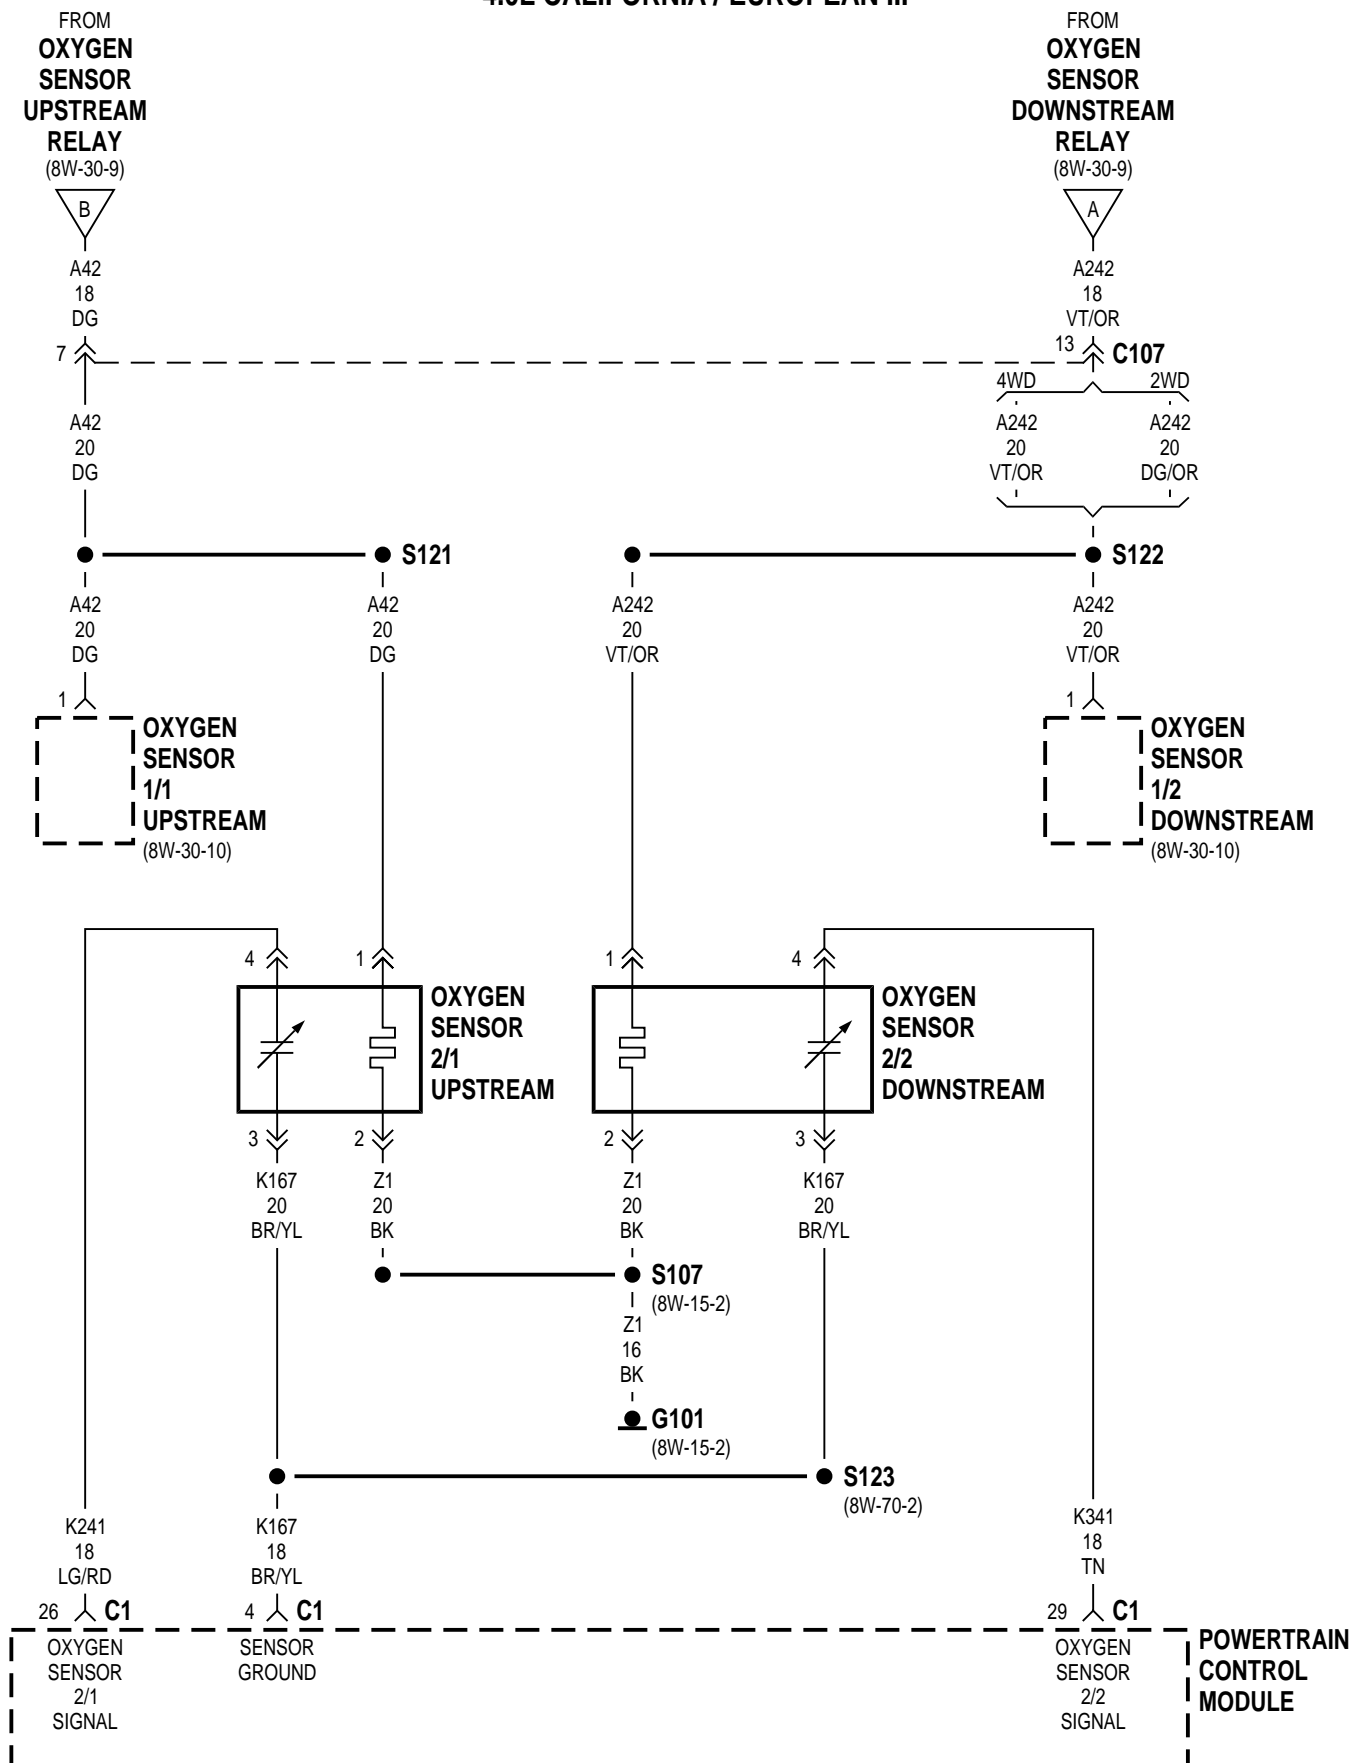 FROM
OXYGEN
SENSOR
UPSTREAM
RELAY
(8W-30-9)
B
A42
18
DG
7
A42
20
DG
FROM
OXYGEN
SENSOR
DOWNSTREAM
RELAY
(8W-30-9)
A
A242
18
VT/OR
13
C107
4WD
2WD
A242
20
VT/OR
A242
20
DG/OR
S121
S122
A42
20
DG
A42
20
DG
A242
20
VT/OR
A242
20
VT/OR
1
OXYGEN
SENSOR
1/1
UPSTREAM
(8W-30-10)
1
OXYGEN
SENSOR
1/2
DOWNSTREAM
(8W-30-10)
4
1
OXYGEN
SENSOR
2/1
UPSTREAM
1
4
OXYGEN
SENSOR
2/2
DOWNSTREAM
3
2
2
3
K167
20
BR/YL
Z1
20
BK
Z1
20
BK
K167
20
BR/YL
S107
(8W-15-2)
Z1
16
BK
G101
(8W-15-2)
S123
(8W-70-2)
K241
18
LG/RD
K167
18
BR/YL
K341
18
TN
26
C1
4
C1
29
C1
OXYGEN
SENSOR
2/1
SIGNAL
SENSOR
GROUND
OXYGEN
SENSOR
2/2
SIGNAL
POWERTRAIN
CONTROL
MODULE